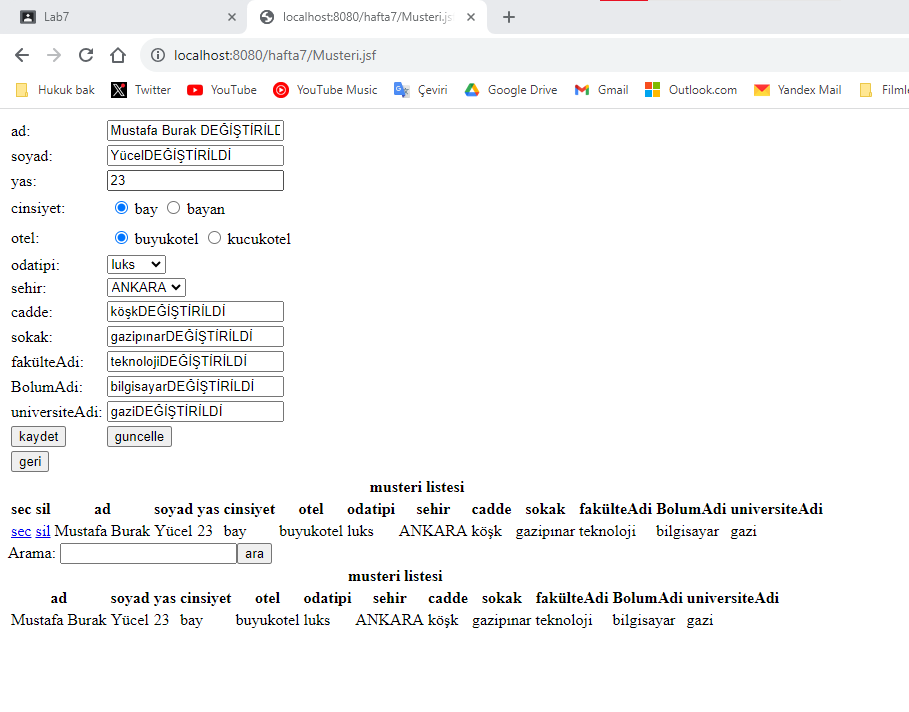 Lab7 localhost:8080/hafta7/Musteri.js
localhost:8080/hafta7/Musteri.jsf
Hukuk bak Twitter YouTube YouTube Music Çeviri Google Drive Gmail Outlook.com Yandex Mail Filmle
ad: Mustafa Burak DEĞİŞTİRİLD
soyad: YücelDEĞİŞTİRİLDİ
yas: 23
cinsiyet: bay bayan
otel: buyukotel kucukotel
odatipi: luks
sehir: ANKARA
cadde: köşkDEĞİŞTİRİLDİ
sokak: gazipınarDEĞİŞTİRİLDİ
fakülteAdi: teknolojiDEĞİŞTİRİLDİ
BolumAdi: bilgisayarDEĞİŞTİRİLDİ
universiteAdi: gaziDEĞİŞTİRİLDİ
kaydet guncelle
geri
musteri listesi
sec sil ad soyad yas cinsiyet otel odatipi sehir cadde sokak fakülteAdi BolumAdi universiteAdi
sec sil Mustafa Burak Yücel 23 bay buyukotel luks ANKARA köşk gazipınar teknoloji bilgisayar gazi
Arama: ara
musteri listesi
ad soyad yas cinsiyet otel odatipi sehir cadde sokak fakülteAdi BolumAdi universiteAdi
Mustafa Burak Yücel 23 bay buyukotel luks ANKARA köşk gazipınar teknoloji bilgisayar gazi